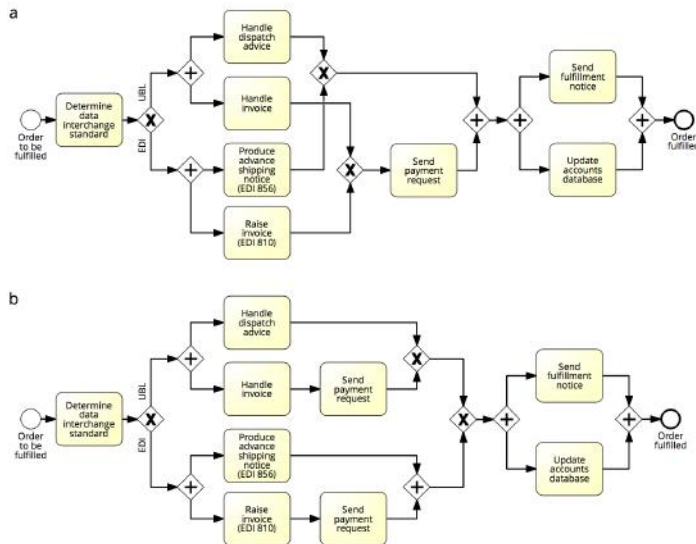 a
Handle
dispatch
advice
Handle
invoice
Produce
advance
shipping
notice
(EDI 856)
Raise
invoice
(EDI 810)
Determine
data
interchange
standard
UBL
EDI
Order
to be
fulfilled
Send
payment
request
Send
fulfillment
notice
Update
accounts
database
Order
fulfilled
b
Handle
dispatch
advice
Handle invoice
Send
payment
request
Produce
advance
shipping notice
(EDI 856)
Raise
invoice
(EDI 810)
Send
payment
request
Determine
data
interchange
standard
UBL
EDI
Order
to be
fulfilled
Send
fulfillment
notice
Update
accounts
database
Order
fulfilled